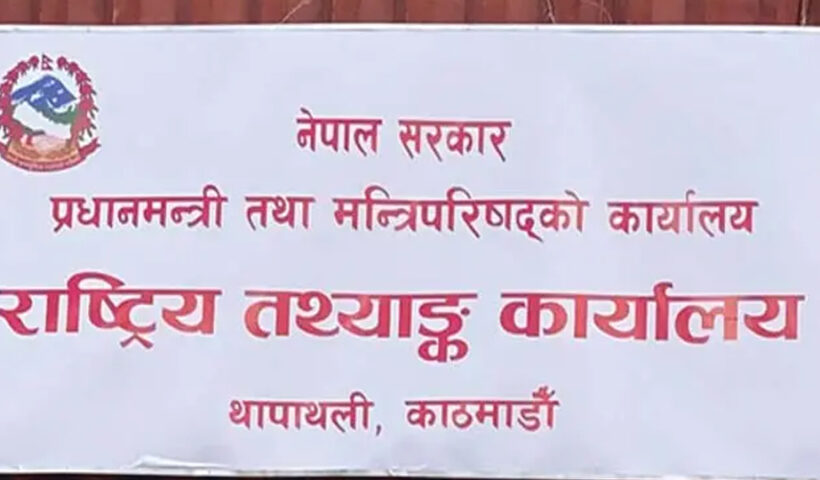 नेपाल सरकार
प्रधानमन्त्री तथा मन्त्रिपरिषद्को कार्यालय
राष्ट्रिय तथ्याङ्क कार्यालय
थापाथली, काठमाडौँ